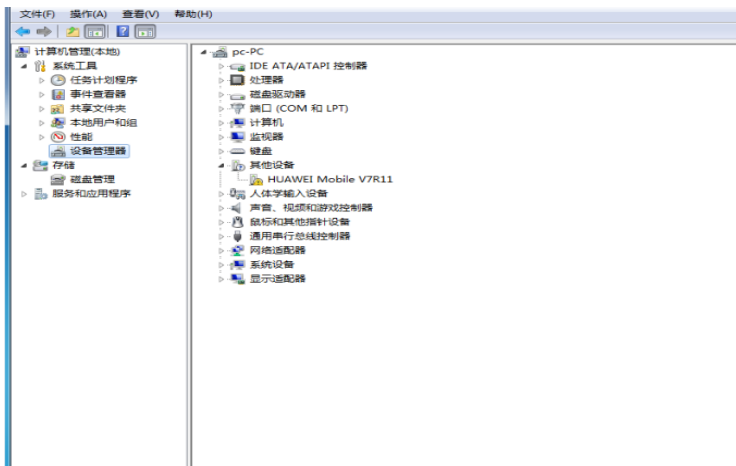 文件(F) 操作(A) 查看(V) 帮助(H)
计算机管理(本地)
系统工具
任务计划程序
事件查看器
共享文件夹
本地用户和组
性能
设备管理器
存储
磁盘管理
服务和应用程序
pc-PC
IDE ATA/ATAPI 控制器
处理器
磁盘驱动器
端口 (COM 和 LPT)
计算机
监视器
键盘
其他设备
HUAWEI Mobile V7R11
人体学输入设备
声音、视频和游戏控制器
鼠标和其他指针设备
通用串行总线控制器
网络适配器
系统设备
显示适配器